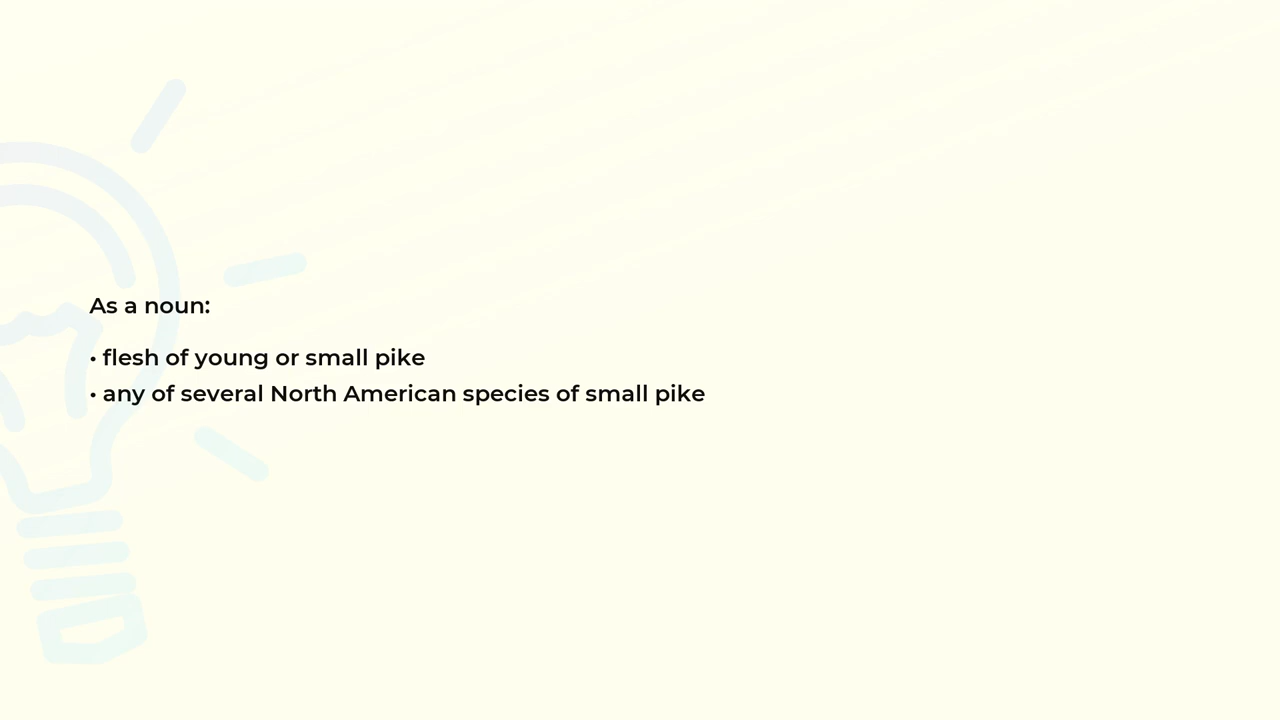 As a noun:
• flesh of young or small pike
• any of several North American species of small pike